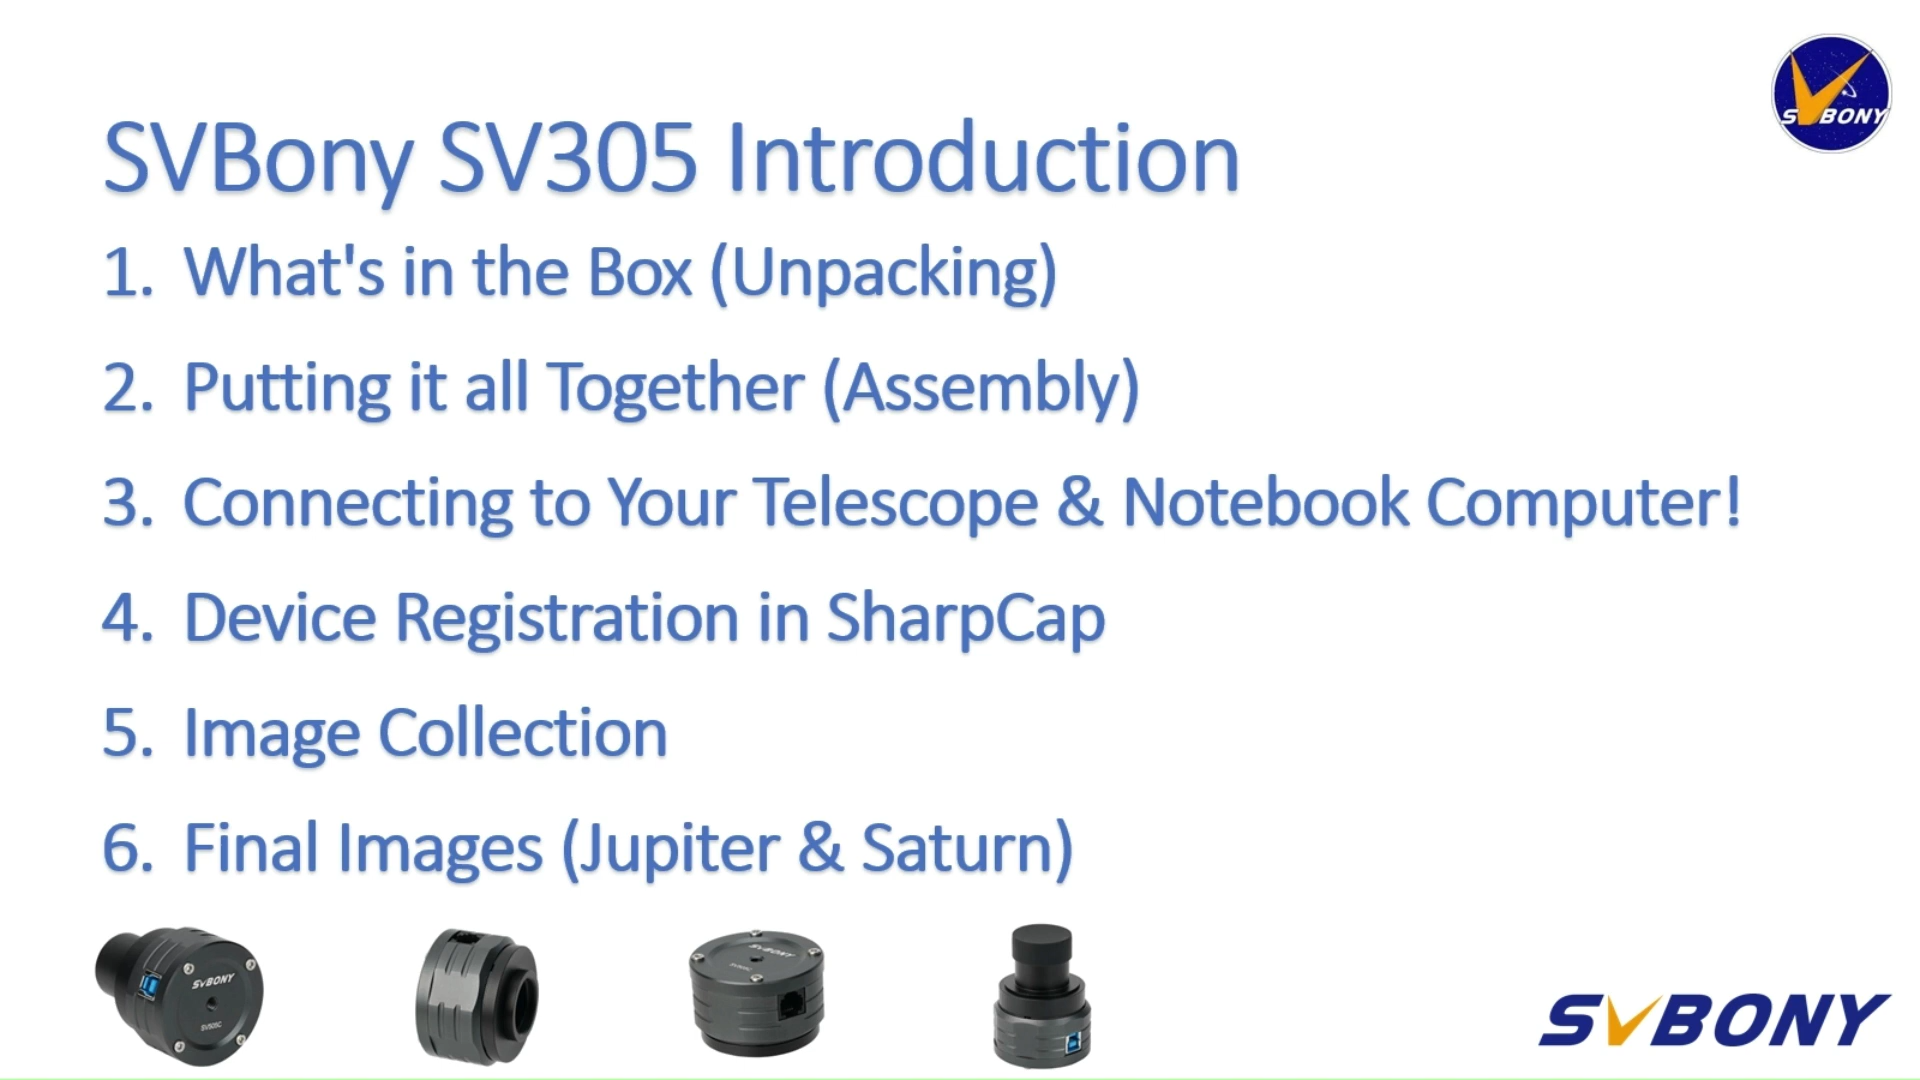 SVBONY
SVBony SV305 Introduction
1. What's in the Box (Unpacking)
2. Putting it all Together (Assembly)
3. Connecting to Your Telescope & Notebook Computer!
4. Device Registration in SharpCap
5. Image Collection
6. Final Images (Jupiter & Saturn)
SVBONY
SVBONY
SVBONY